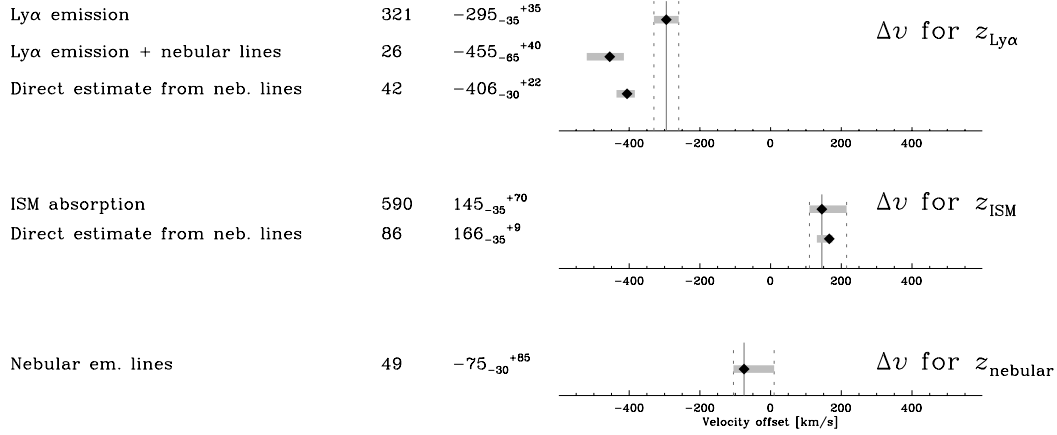 Lyα emission 321 −295₋₃₅⁺³⁵
Δv for z_Lyα
Lyα emission + nebular lines 26 −455₋₆₅⁺⁴⁰
Direct estimate from neb. lines 42 −406₋₃₀⁺²²
−400 −200 0 200 400
ISM absorption 590 145₋₃₅⁺⁷⁰
Δv for z_ISM
Direct estimate from neb. lines 86 166₋₃₅⁺⁹
−400 −200 0 200 400
Nebular em. lines 49 −75₋₃₀⁺⁸⁵
Δv for z_nebular
−400 −200 0 200 400
Velocity offset [km/s]